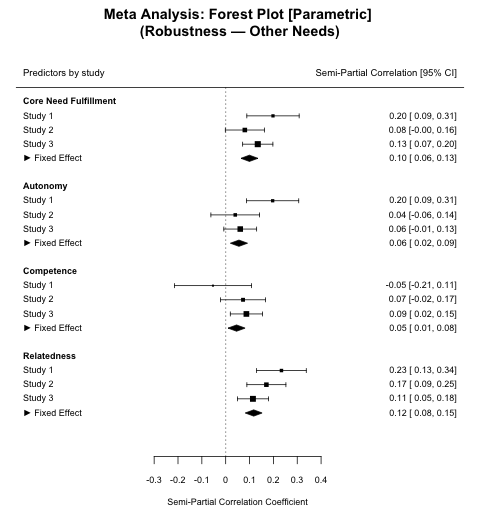 Meta Analysis: Forest Plot [Parametric]
(Robustness — Other Needs)
Predictors by study Semi-Partial Correlation [95% CI]
Core Need Fulfillment
Study 1 0.20 [ 0.09, 0.31]
Study 2 0.08 [-0.00, 0.16]
Study 3 0.13 [ 0.07, 0.20]
► Fixed Effect 0.10 [ 0.06, 0.13]
Autonomy
Study 1 0.20 [ 0.09, 0.31]
Study 2 0.04 [-0.06, 0.14]
Study 3 0.06 [-0.01, 0.13]
► Fixed Effect 0.06 [ 0.02, 0.09]
Competence
Study 1 -0.05 [-0.21, 0.11]
Study 2 0.07 [-0.02, 0.17]
Study 3 0.09 [ 0.02, 0.15]
► Fixed Effect 0.05 [ 0.01, 0.08]
Relatedness
Study 1 0.23 [ 0.13, 0.34]
Study 2 0.17 [ 0.09, 0.25]
Study 3 0.11 [ 0.05, 0.18]
► Fixed Effect 0.12 [ 0.08, 0.15]
-0.3 -0.2 -0.1 0 0.1 0.2 0.3 0.4
Semi-Partial Correlation Coefficient